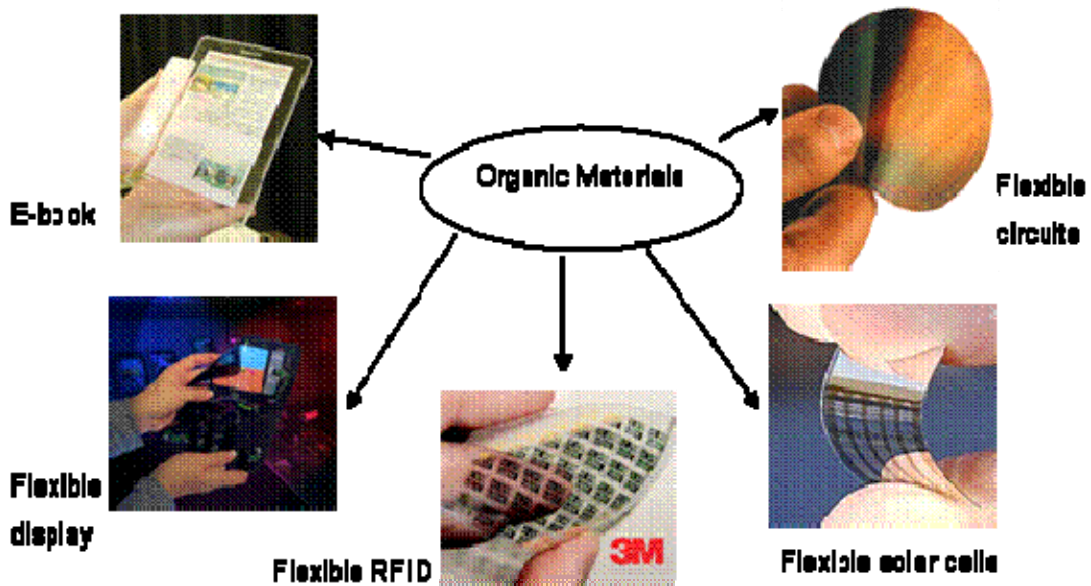 Organic Materials
E-book
Flexible
circuits
Flexible
display
3M
Flexible RFID
Flexible solar cells